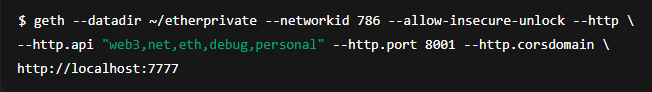 $ geth --datadir ~/etherprivate --networkid 786 --allow-insecure-unlock --http \
--http.api "web3,net,eth,debug,personal" --http.port 8001 --http.corsdomain \
http://localhost:7777